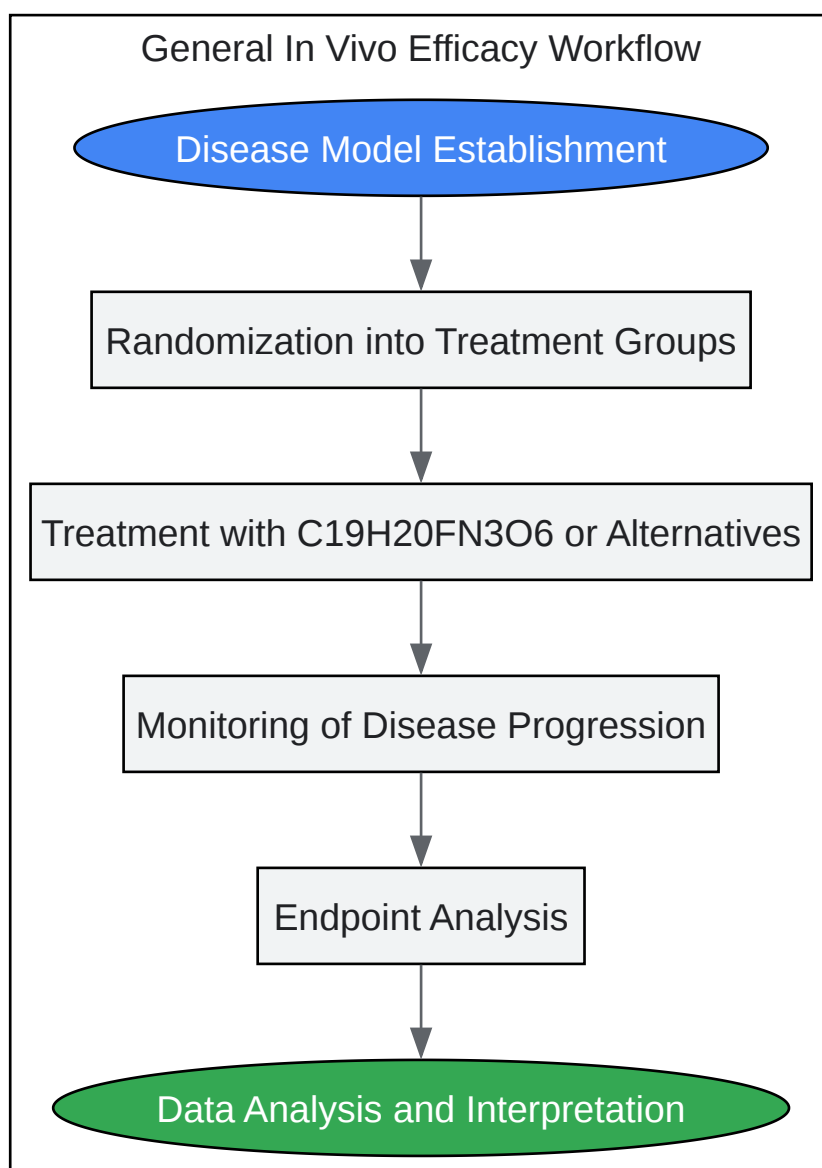 General In Vivo Efficacy Workflow
Disease Model Establishment
Randomization into Treatment Groups
Treatment with C19H20FN3O6 or Alternatives
Monitoring of Disease Progression
Endpoint Analysis
Data Analysis and Interpretation